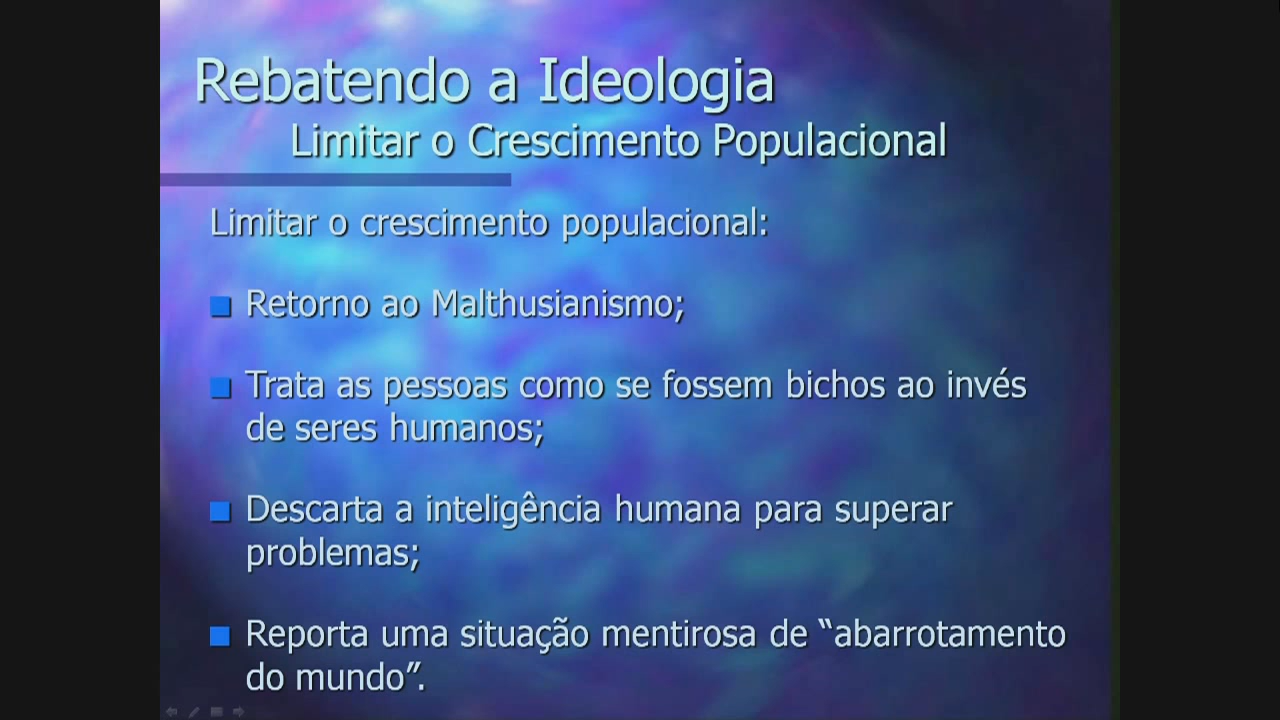 Rebatendo a Ideologia
Limitar o Crescimento Populacional
Limitar o crescimento populacional:
Retorno ao Malthusianismo;
Trata as pessoas como se fossem bichos ao invés
de seres humanos;
Descarta a inteligência humana para superar
problemas;
Reporta uma situação mentirosa de “abarrotamento
do mundo”.